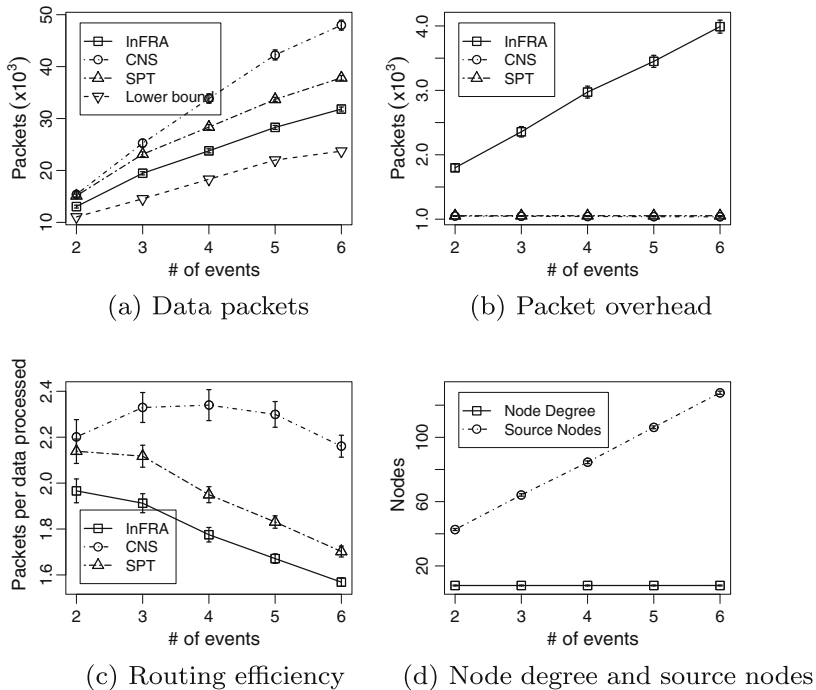 Packets (x10³)
50
40
30
20
10
InFRA
CNS
SPT
Lower bound
2 3 4 5 6
# of events
(a) Data packets
Packets (x10³)
4.0
3.0
2.0
1.0
InFRA
CNS
SPT
2 3 4 5 6
# of events
(b) Packet overhead
Packets per data processed
2.4
2.2
2.0
1.8
1.6
InFRA
CNS
SPT
2 3 4 5 6
# of events
(c) Routing efficiency
Nodes
100
60
20
Node Degree
Source Nodes
2 3 4 5 6
# of events
(d) Node degree and source nodes